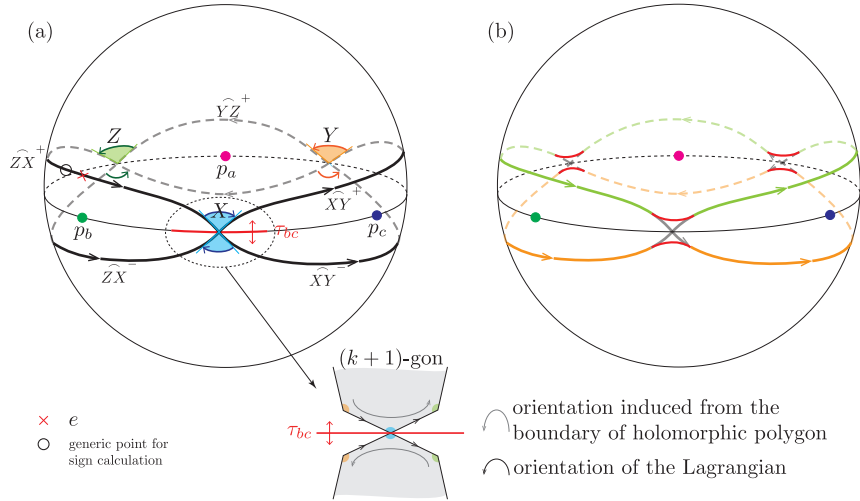 (a)
(b)
$\widehat{YZ}^+$
Z
Y
$\widehat{ZX}^+$
$p_a$
$\widehat{XY}^+$
X
$p_b$
$\tau_{bc}$
$p_c$
$\widehat{ZX}^-$
$\widehat{XY}^-$
(k + 1)-gon
$\tau_{bc}$
× e
generic point for
sign calculation
orientation induced from the
boundary of holomorphic polygon
orientation of the Lagrangian